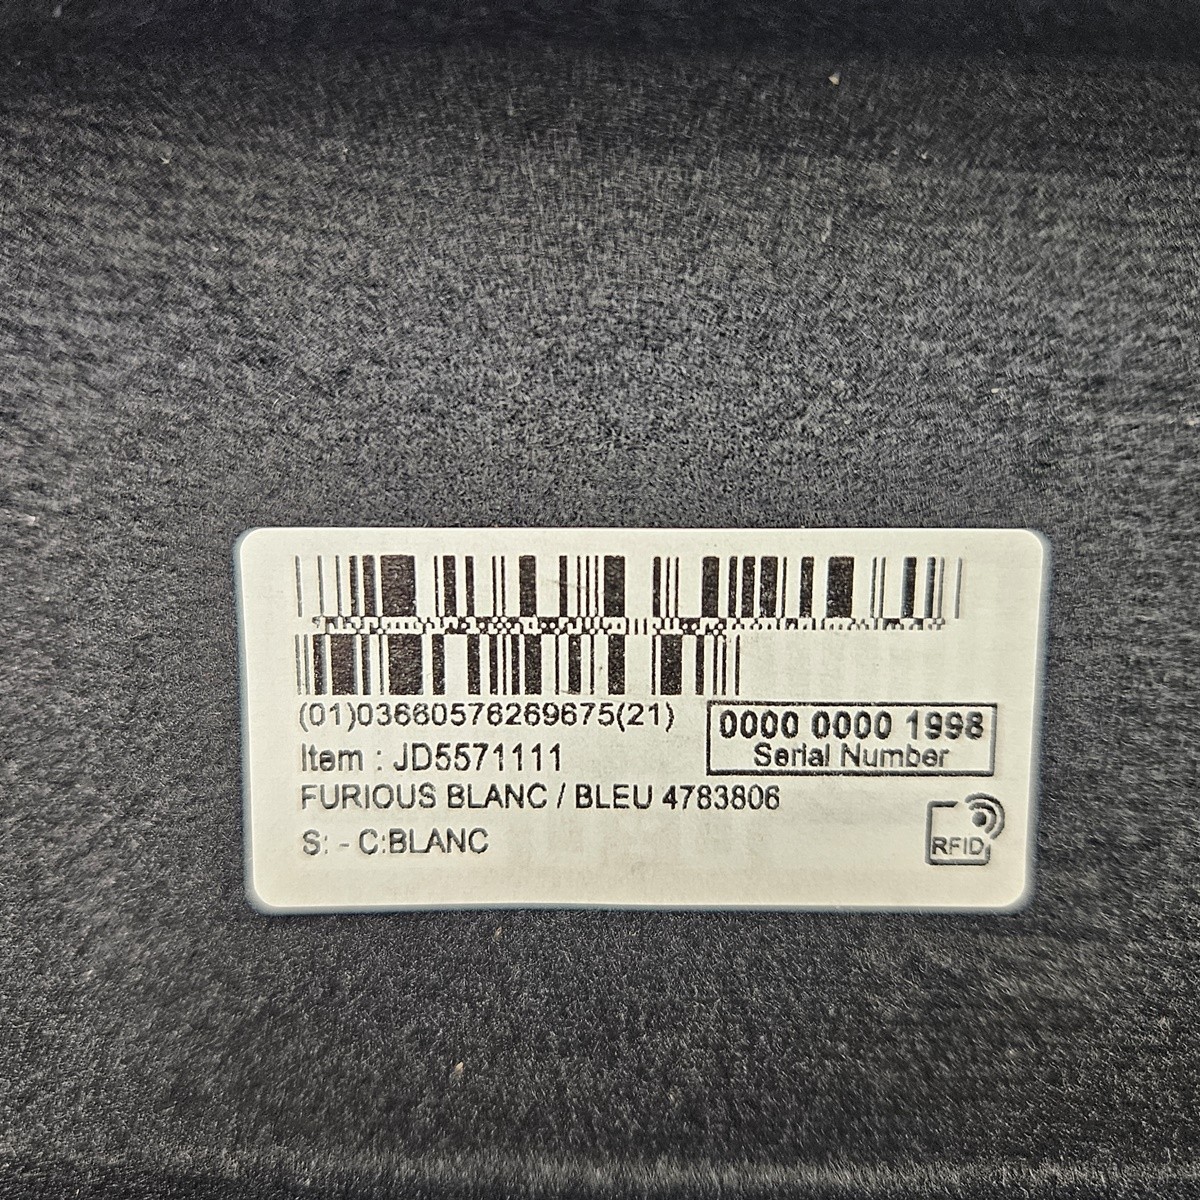 (01)03660576269675(21)
0000 0000 1998
Serial Number
Item : JD5571111
FURIOUS BLANC / BLEU 4783806
S: - C:BLANC
RFID